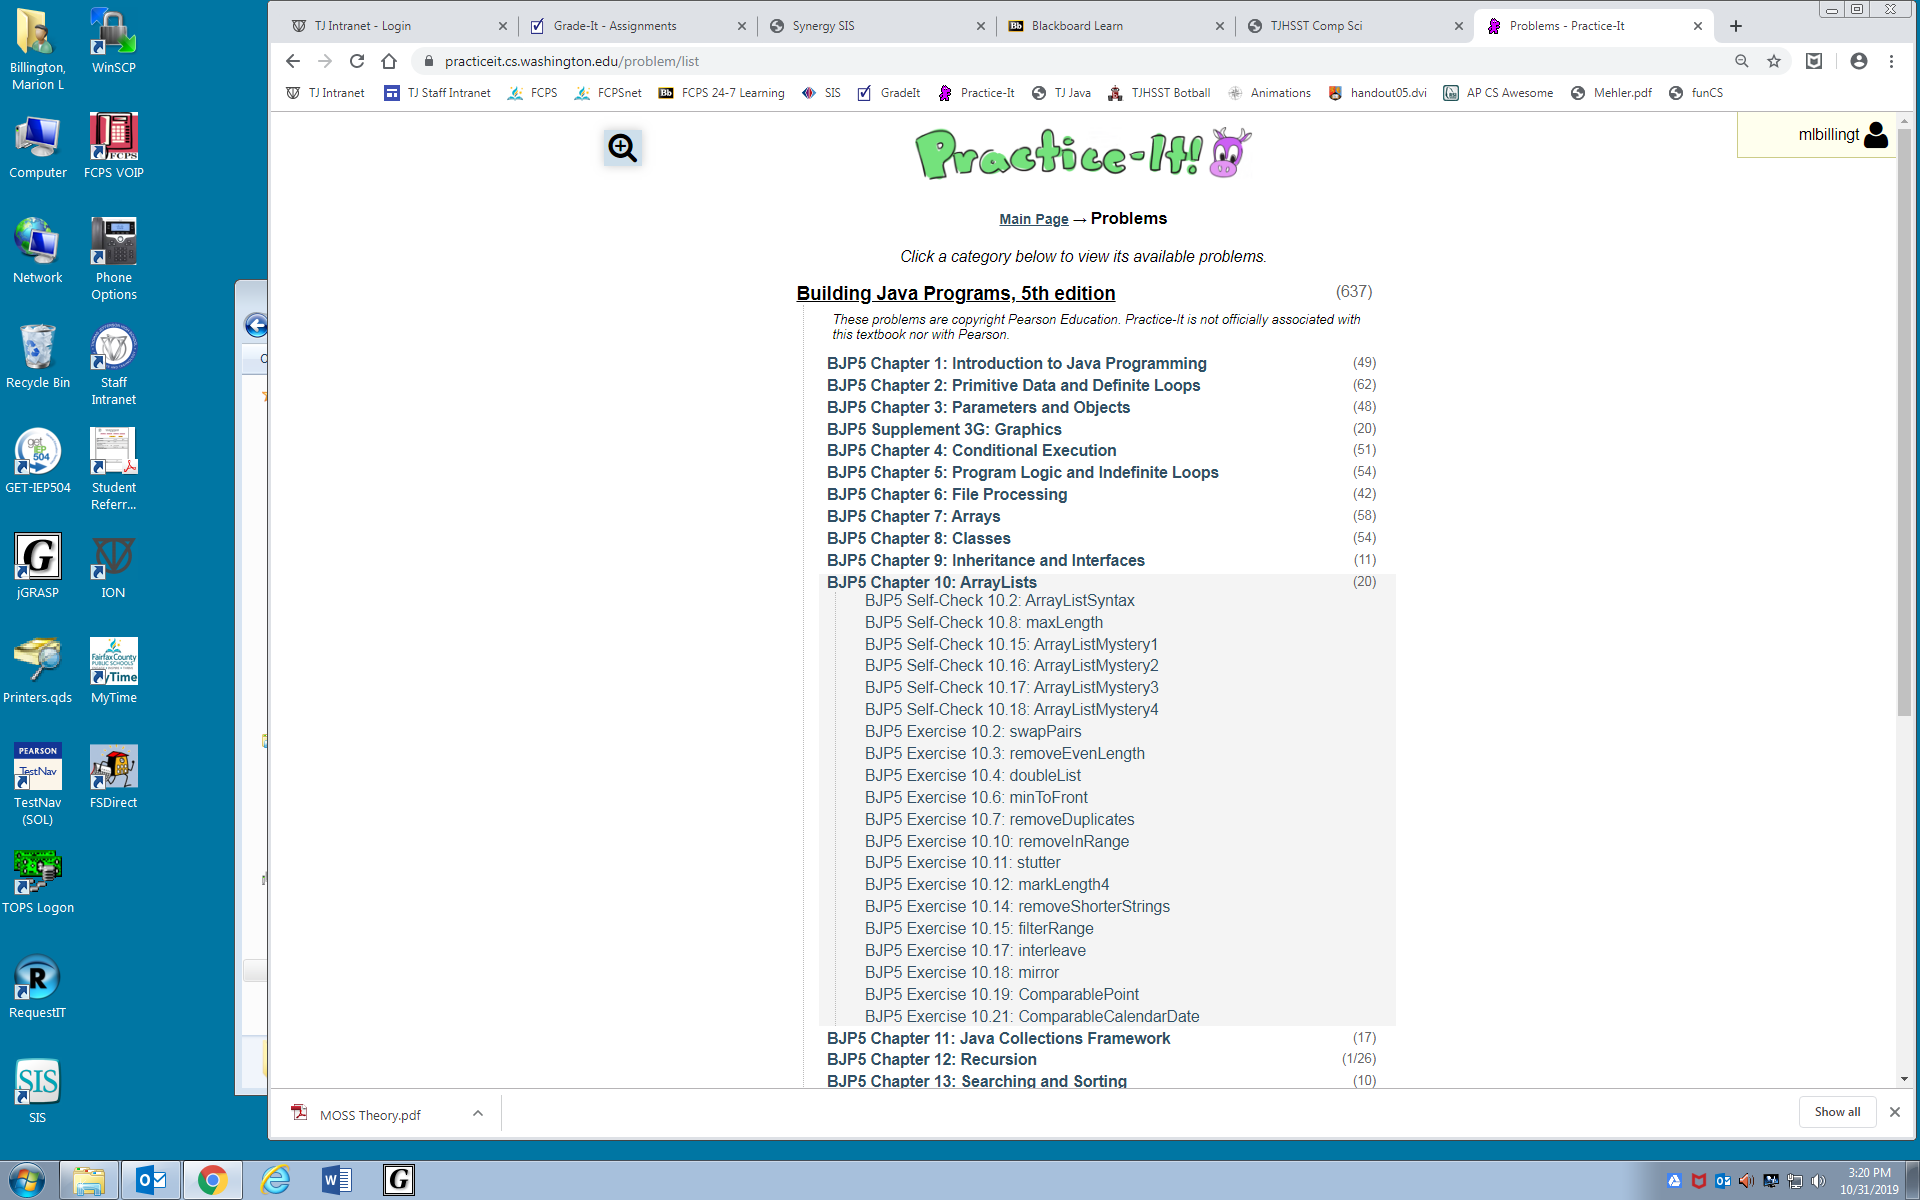 TJ Intranet - Login
Grade-It - Assignments
Synergy SIS
Blackboard Learn
TJHSST Comp Sci
Problems - Practice-It
practiceit.cs.washington.edu/problem/list
TJ Intranet
TJ Staff Intranet
FCPS
FCPSnet
Bb FCPS 24-7 Learning
SIS
GradeIt
Practice-It
TJ Java
TJHSST Botball
Animations
handout05.dvi
AP CS Awesome
Mehler.pdf
funCS
Practice-It!
mlbillingt
Main Page → Problems
Click a category below to view its available problems.
Building Java Programs, 5th edition (637)
These problems are copyright Pearson Education. Practice-It is not officially associated with
this textbook nor with Pearson.
BJP5 Chapter 1: Introduction to Java Programming (49)
BJP5 Chapter 2: Primitive Data and Definite Loops (62)
BJP5 Chapter 3: Parameters and Objects (48)
BJP5 Supplement 3G: Graphics (20)
BJP5 Chapter 4: Conditional Execution (51)
BJP5 Chapter 5: Program Logic and Indefinite Loops (54)
BJP5 Chapter 6: File Processing (42)
BJP5 Chapter 7: Arrays (58)
BJP5 Chapter 8: Classes (54)
BJP5 Chapter 9: Inheritance and Interfaces (11)
BJP5 Chapter 10: ArrayLists (20)
BJP5 Self-Check 10.2: ArrayListSyntax
BJP5 Self-Check 10.8: maxLength
BJP5 Self-Check 10.15: ArrayListMystery1
BJP5 Self-Check 10.16: ArrayListMystery2
BJP5 Self-Check 10.17: ArrayListMystery3
BJP5 Self-Check 10.18: ArrayListMystery4
BJP5 Exercise 10.2: swapPairs
BJP5 Exercise 10.3: removeEvenLength
BJP5 Exercise 10.4: doubleList
BJP5 Exercise 10.6: minToFront
BJP5 Exercise 10.7: removeDuplicates
BJP5 Exercise 10.10: removeInRange
BJP5 Exercise 10.11: stutter
BJP5 Exercise 10.12: markLength4
BJP5 Exercise 10.14: removeShorterStrings
BJP5 Exercise 10.15: filterRange
BJP5 Exercise 10.17: interleave
BJP5 Exercise 10.18: mirror
BJP5 Exercise 10.19: ComparablePoint
BJP5 Exercise 10.21: ComparableCalendarDate
BJP5 Chapter 11: Java Collections Framework (17)
BJP5 Chapter 12: Recursion (1/26)
BJP5 Chapter 13: Searching and Sorting (10)
MOSS Theory.pdf
Show all
Billington,
Marion L
WinSCP
Computer
FCPS
FCPS VOIP
Network
Phone
Options
Recycle Bin
Staff
Intranet
get
IEP
504
GET-IEP504
Student
Referr...
G
jGRASP
ION
Printers.qds
Fairfax County
PUBLIC SCHOOLS
MyTime
PEARSON
TestNav
TestNav
(SOL)
FSDirect
TOPS Logon
R
RequestIT
SIS
SIS
3:20 PM
10/31/2019